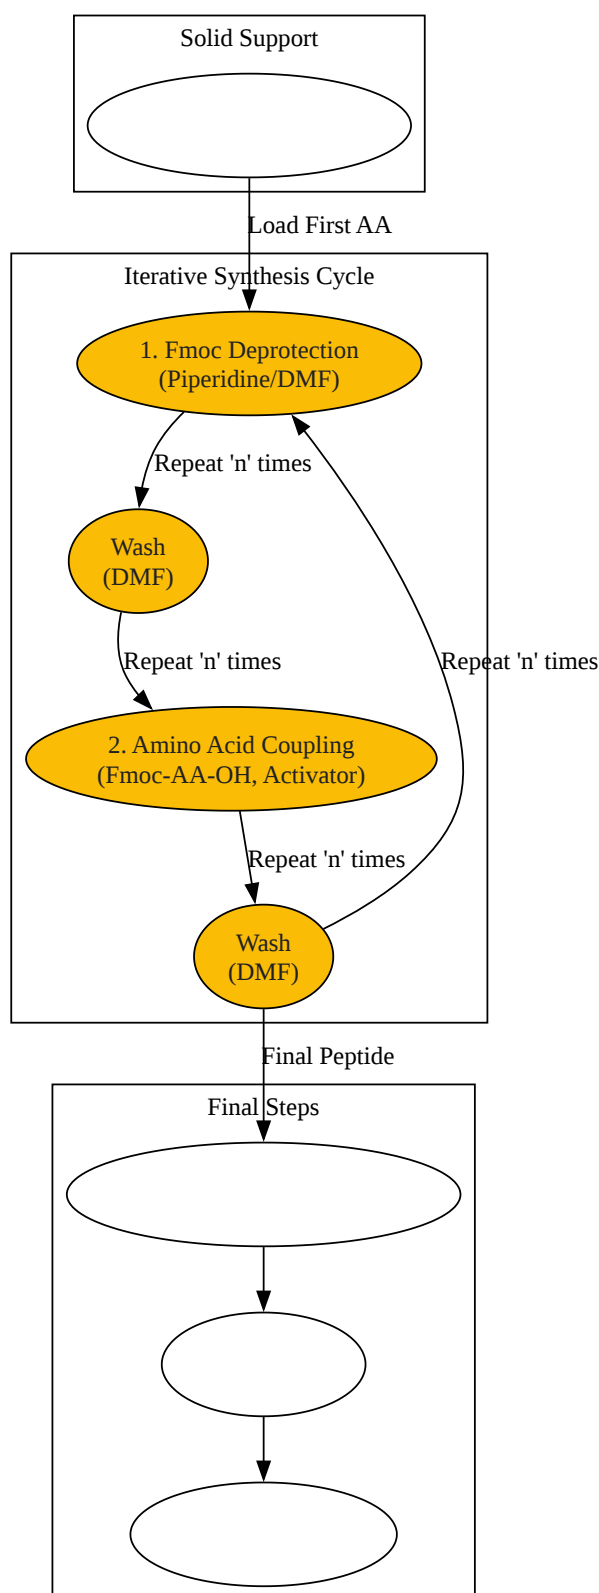 Solid Support
Load First AA
Iterative Synthesis Cycle
1. Fmoc Deprotection
(Piperidine/DMF)
Repeat 'n' times
Wash
(DMF)
Repeat 'n' times
Repeat 'n' times
2. Amino Acid Coupling
(Fmoc-AA-OH, Activator)
Repeat 'n' times
Wash
(DMF)
Final Peptide
Final Steps